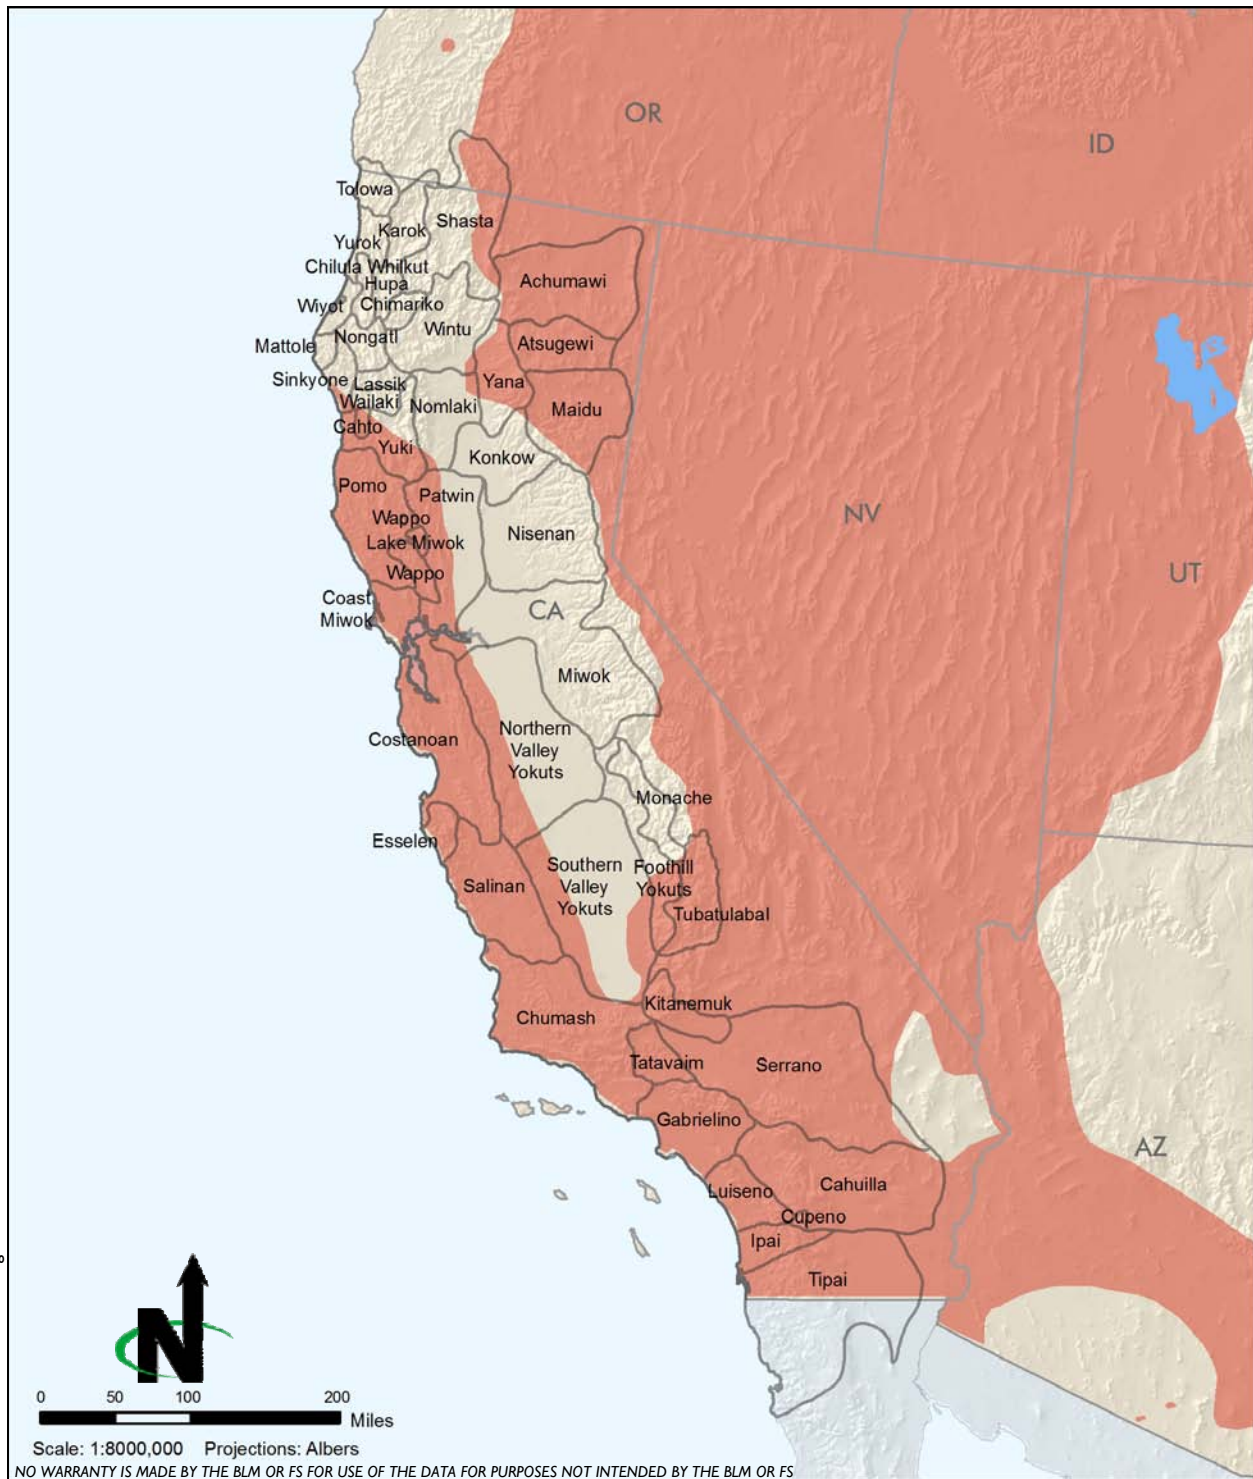 OR
ID
Tolowa
Shasta
Karok
Yurok
Chilula Whilkut
Hupa
Achumawi
Wiyot
Chimariko
Wintu
Nongatl
Mattole
Atsugewi
Sinkyone
Lassik
Yana
Wailaki
Nomlaki
Maidu
Cahto
Yuki
Konkow
Pomo
Patwin
Wappo
NV
Lake Miwok
Nisenan
Wappo
UT
Coast
Miwok
CA
Miwok
Costanoan
Northern
Valley
Yokuts
Monache
Esselen
Salinan
Southern
Valley
Yokuts
Foothill
Yokuts
Tubatulabal
Kitanemuk
Chumash
Tatavaim
Serrano
Gabrielino
AZ
Luiseno
Cahuilla
Cupeno
Ipai
Tipai
N
0 50 100 200
Miles
Scale: 1:8000,000 Projections: Albers
NO WARRANTY IS MADE BY THE BLM OR FS FOR USE OF THE DATA FOR PURPOSES NOT INTENDED BY THE BLM OR FS